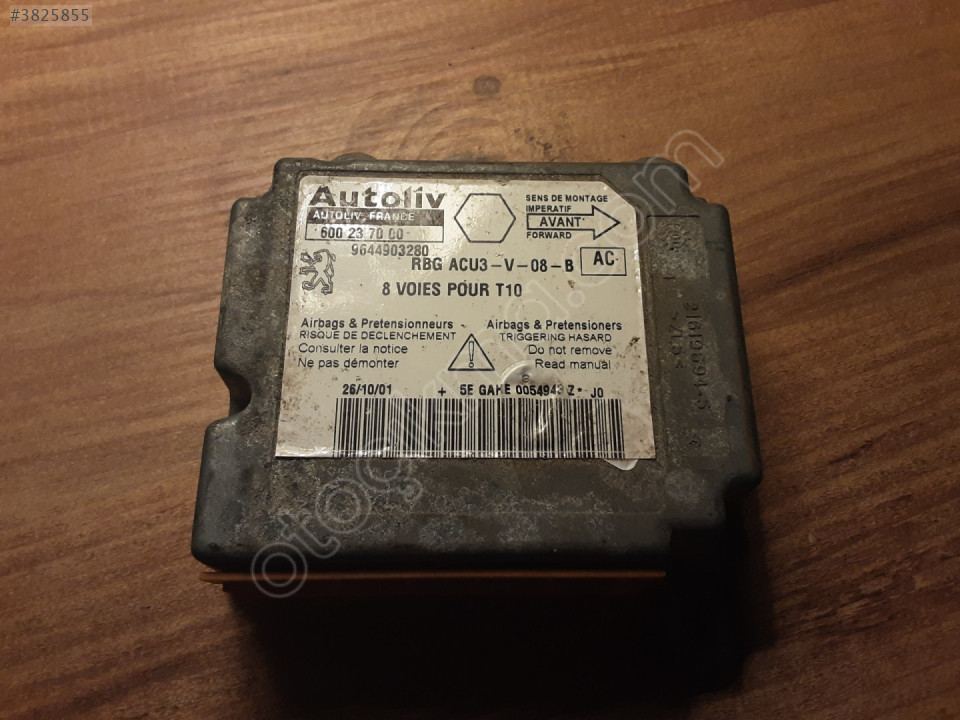 #3825855
Autoliv
AUTOLIV FRANCE
600 23 70 00
9644903280
SENS DE MONTAGE
IMPERATIF
AVANT
FORWARD
RBG ACU3-V-08-B
AC
8 VOIES POUR T10
Airbags & Pretensionneurs
RISQUE DE DECLENCHEMENT
Consulter la notice
Ne pas démonter
Airbags & Pretensioners
TRIGGERING HASARD
Do not remove
Read manual
26/10/01 + 5E GAHE 0054943 Z* J0